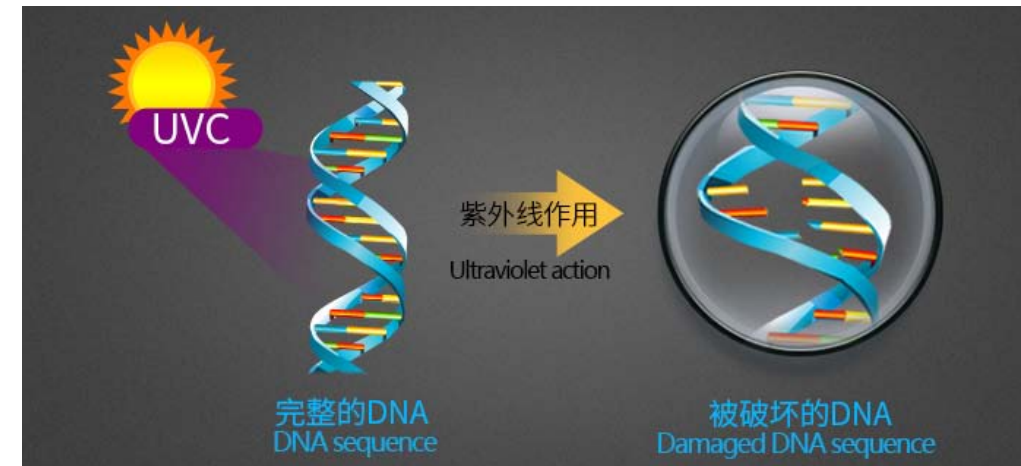 UVC
紫外线作用
Ultraviolet action
完整的DNA
DNA sequence
被破坏的DNA
Damaged DNA sequence